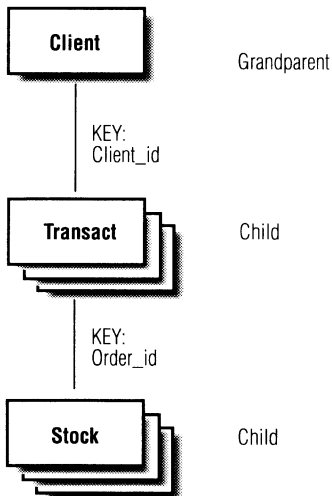 Client
Grandparent
KEY:
Client_id
Transact
Child
KEY:
Order_id
Stock
Child